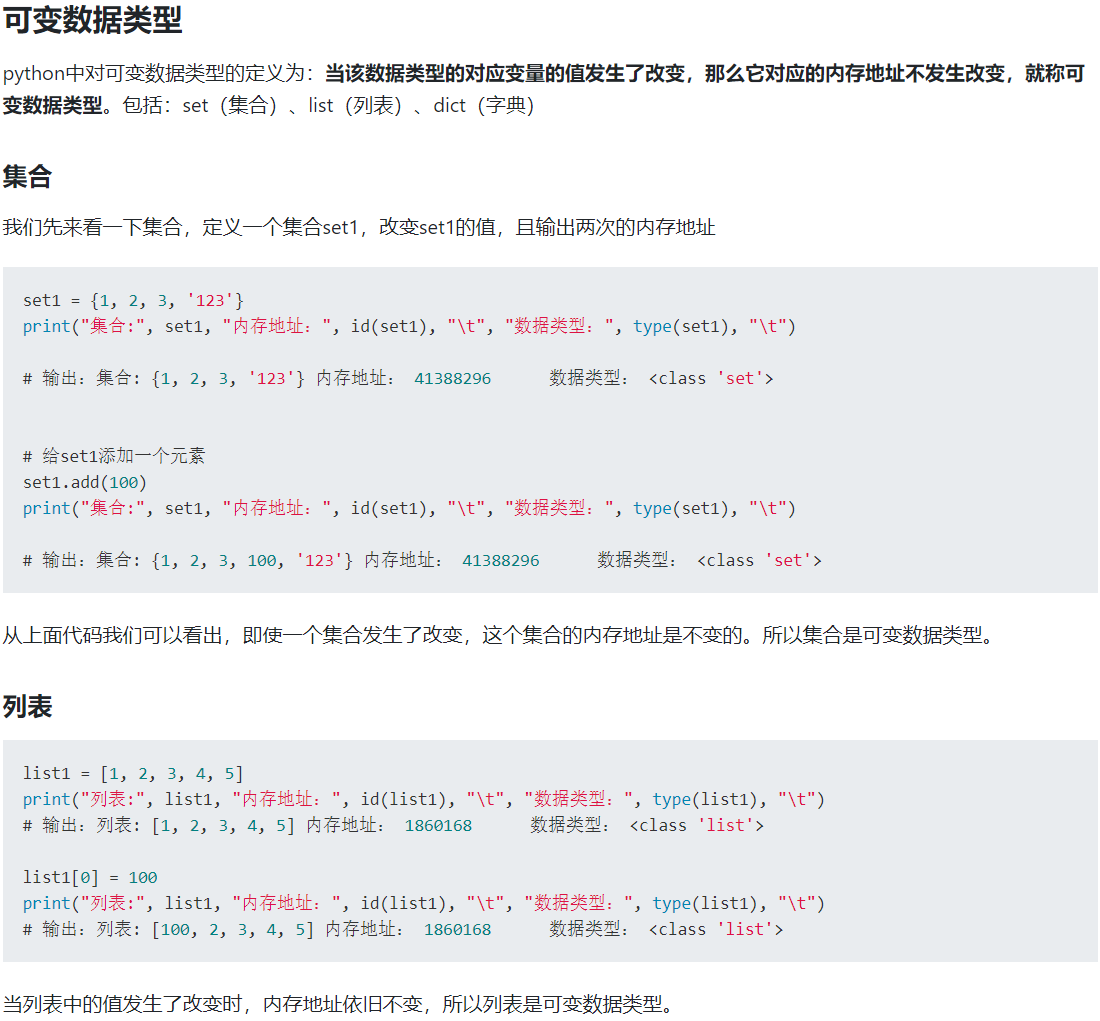 可变数据类型
python中对可变数据类型的定义为：当该数据类型的对应变量的值发生了改变，那么它对应的内存地址不发生改变，就称可
变数据类型。包括：set（集合）、list（列表）、dict（字典）
集合
我们先来看一下集合，定义一个集合set1，改变set1的值，且输出两次的内存地址
set1 = {1, 2, 3, '123'}
print("集合:", set1, "内存地址：", id(set1), "\t", "数据类型：", type(set1), "\t")
# 输出：集合: {1, 2, 3, '123'} 内存地址： 41388296      数据类型： <class 'set'>
# 给set1添加一个元素
set1.add(100)
print("集合:", set1, "内存地址：", id(set1), "\t", "数据类型：", type(set1), "\t")
# 输出：集合: {1, 2, 3, 100, '123'} 内存地址： 41388296      数据类型： <class 'set'>
从上面代码我们可以看出，即使一个集合发生了改变，这个集合的内存地址是不变的。所以集合是可变数据类型。
列表
list1 = [1, 2, 3, 4, 5]
print("列表:", list1, "内存地址：", id(list1), "\t", "数据类型：", type(list1), "\t")
# 输出：列表: [1, 2, 3, 4, 5] 内存地址： 1860168      数据类型： <class 'list'>
list1[0] = 100
print("列表:", list1, "内存地址：", id(list1), "\t", "数据类型：", type(list1), "\t")
# 输出：列表: [100, 2, 3, 4, 5] 内存地址： 1860168      数据类型： <class 'list'>
当列表中的值发生了改变时，内存地址依旧不变，所以列表是可变数据类型。